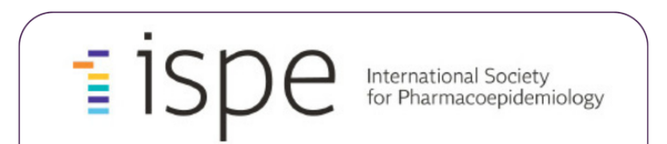 ispe
International Society
for Pharmacoepidemiology